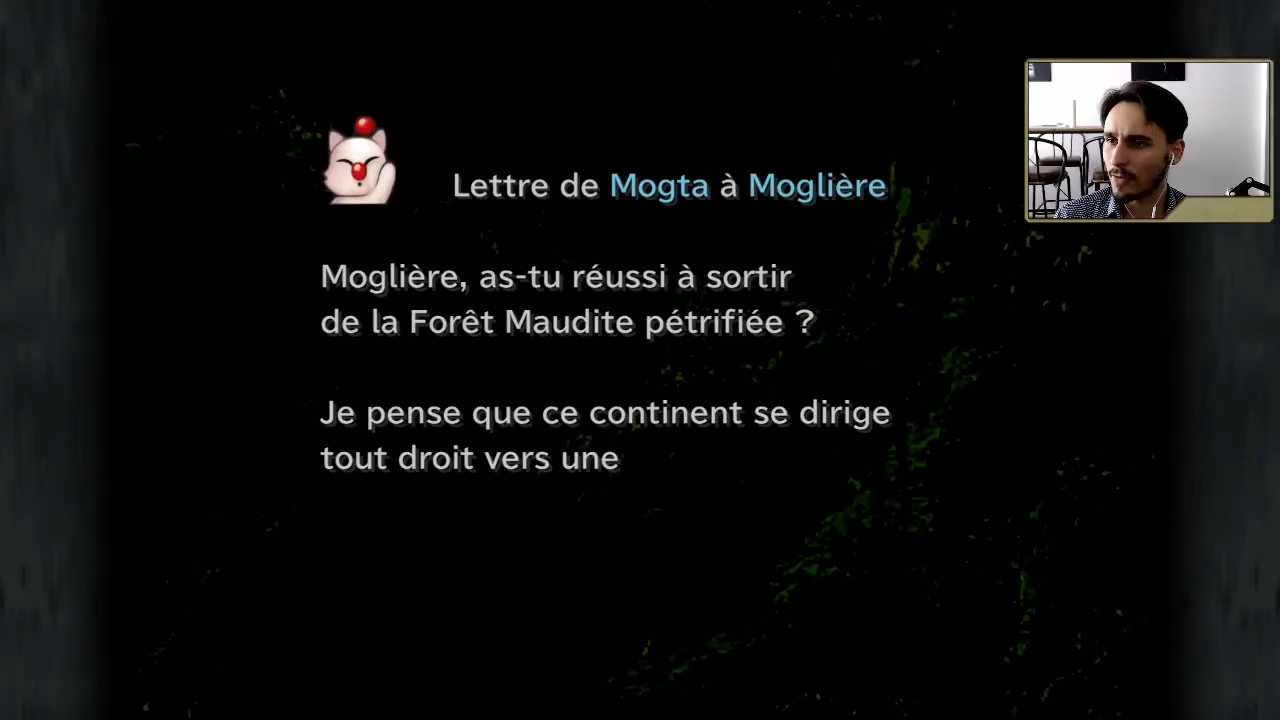 Lettre de Mogta à Moglière
Moglière, as-tu réussi à sortir
de la Forêt Maudite pétrifiée ?
Je pense que ce continent se dirige
tout droit vers une